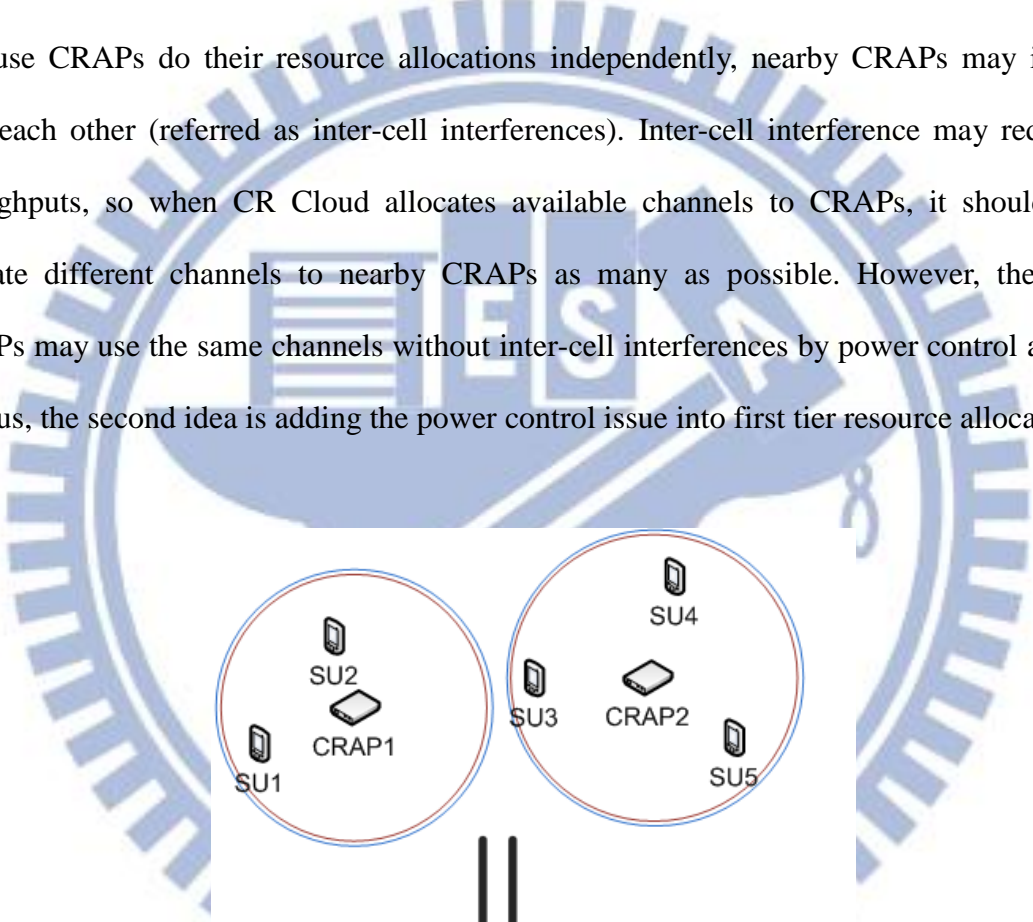 use CRAPs do their resource allocations independently, nearby CRAPs may i
each other (referred as inter-cell interferences). Inter-cell interference may rec
ghputs, so when CR Cloud allocates available channels to CRAPs, it shoul
ate different channels to nearby CRAPs as many as possible. However, the
Ps may use the same channels without inter-cell interferences by power control a
us, the second idea is adding the power control issue into first tier resource alloca
ES
A
SU4
SU2
SU3
CRAP2
CRAP1
SU5
SU1